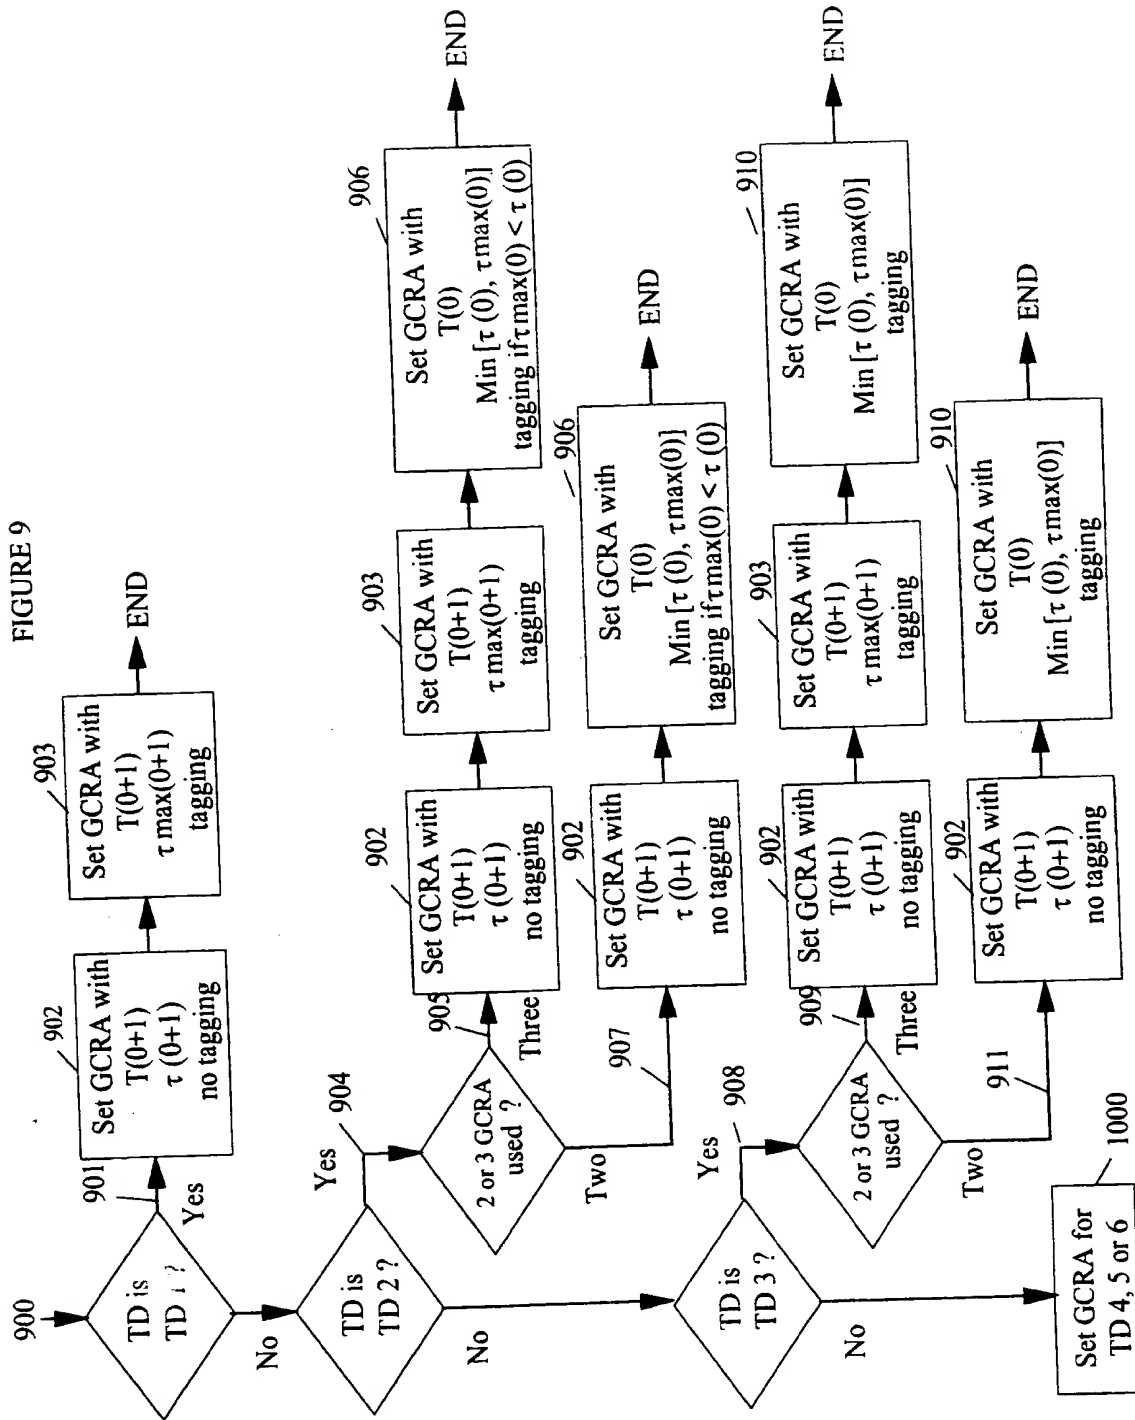 FIGURE 9
900
TD is
TD ?
901
Yes
902
Set GCRA with
T(0+1)
τ (0+1)
no tagging
903
Set GCRA with
T(0+1)
τ max(0+1)
tagging
END
No
TD is
TD 2 ?
Yes
904
2 or 3 GCRA
used ?
905
Three
902
Set GCRA with
T(0+1)
τ (0+1)
no tagging
903
Set GCRA with
T(0+1)
τ max(0+1)
tagging
906
Set GCRA with
T(0)
Min [τ (0), τ max(0)]
tagging if τ max(0) < τ (0)
END
Two
907
902
Set GCRA with
T(0+1)
τ (0+1)
no tagging
906
Set GCRA with
T(0)
Min [τ (0), τ max(0)]
tagging if τ max(0) < τ (0)
END
No
TD is
TD 3 ?
Yes
908
2 or 3 GCRA
used ?
909
Three
902
Set GCRA with
T(0+1)
τ (0+1)
no tagging
903
Set GCRA with
T(0+1)
τ max(0+1)
tagging
910
Set GCRA with
T(0)
Min [τ (0), τ max(0)]
tagging
END
Two
911
902
Set GCRA with
T(0+1)
τ (0+1)
no tagging
910
Set GCRA with
T(0)
Min [τ (0), τ max(0)]
tagging
END
No
1000
Set GCRA for
TD 4, 5 or 6